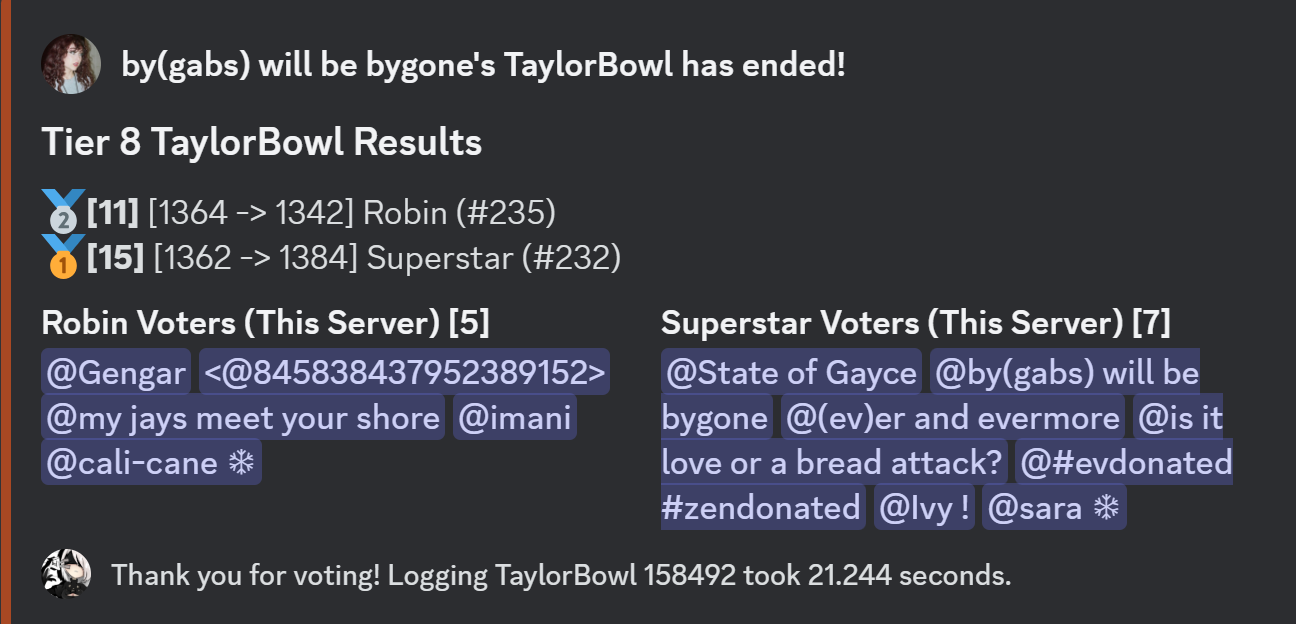 by(gabs) will be bygone's TaylorBowl has ended!
Tier 8 TaylorBowl Results
2 [11] [1364 -> 1342] Robin (#235)
1 [15] [1362 -> 1384] Superstar (#232)
Robin Voters (This Server) [5]
@Gengar <@845838437952389152>
@my jays meet your shore @imani
@cali-cane ❄
Superstar Voters (This Server) [7]
@State of Gayce @by(gabs) will be
bygone @(ev)er and evermore @is it
love or a bread attack? @#evdonated
#zendonated @Ivy ! @sara ❄
Thank you for voting! Logging TaylorBowl 158492 took 21.244 seconds.